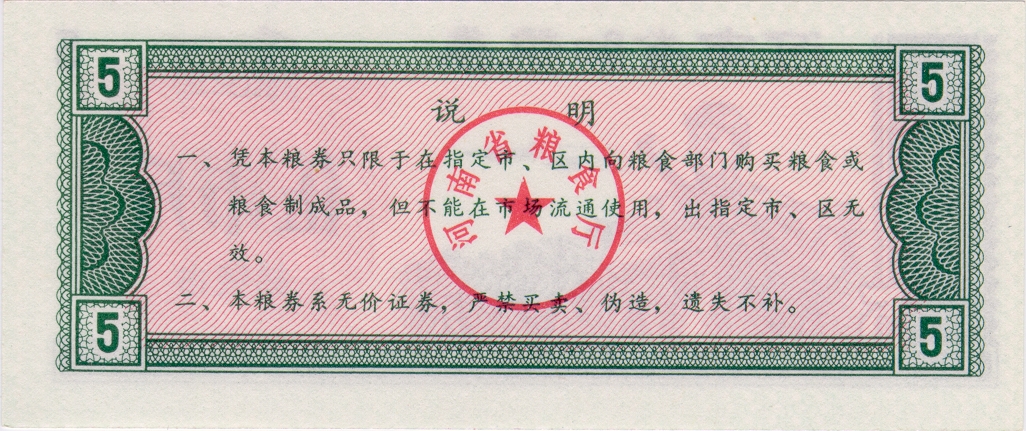 5 5
说 明
河南省粮食厅
一、凭本粮券只限于在指定市、区内向粮食部门购买粮食或
粮食制成品，但不能在市场流通使用，出指定市、区无
效。
二、本粮券系无价证券，严禁买卖、伪造，遗失不补。
5 5